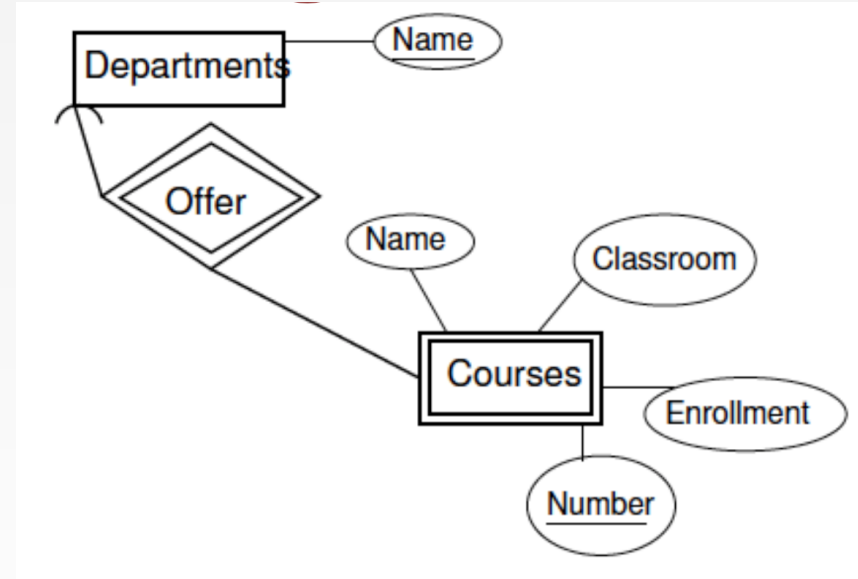 Name
Departments
Offer
Name
Classroom
Courses
Enrollment
Number